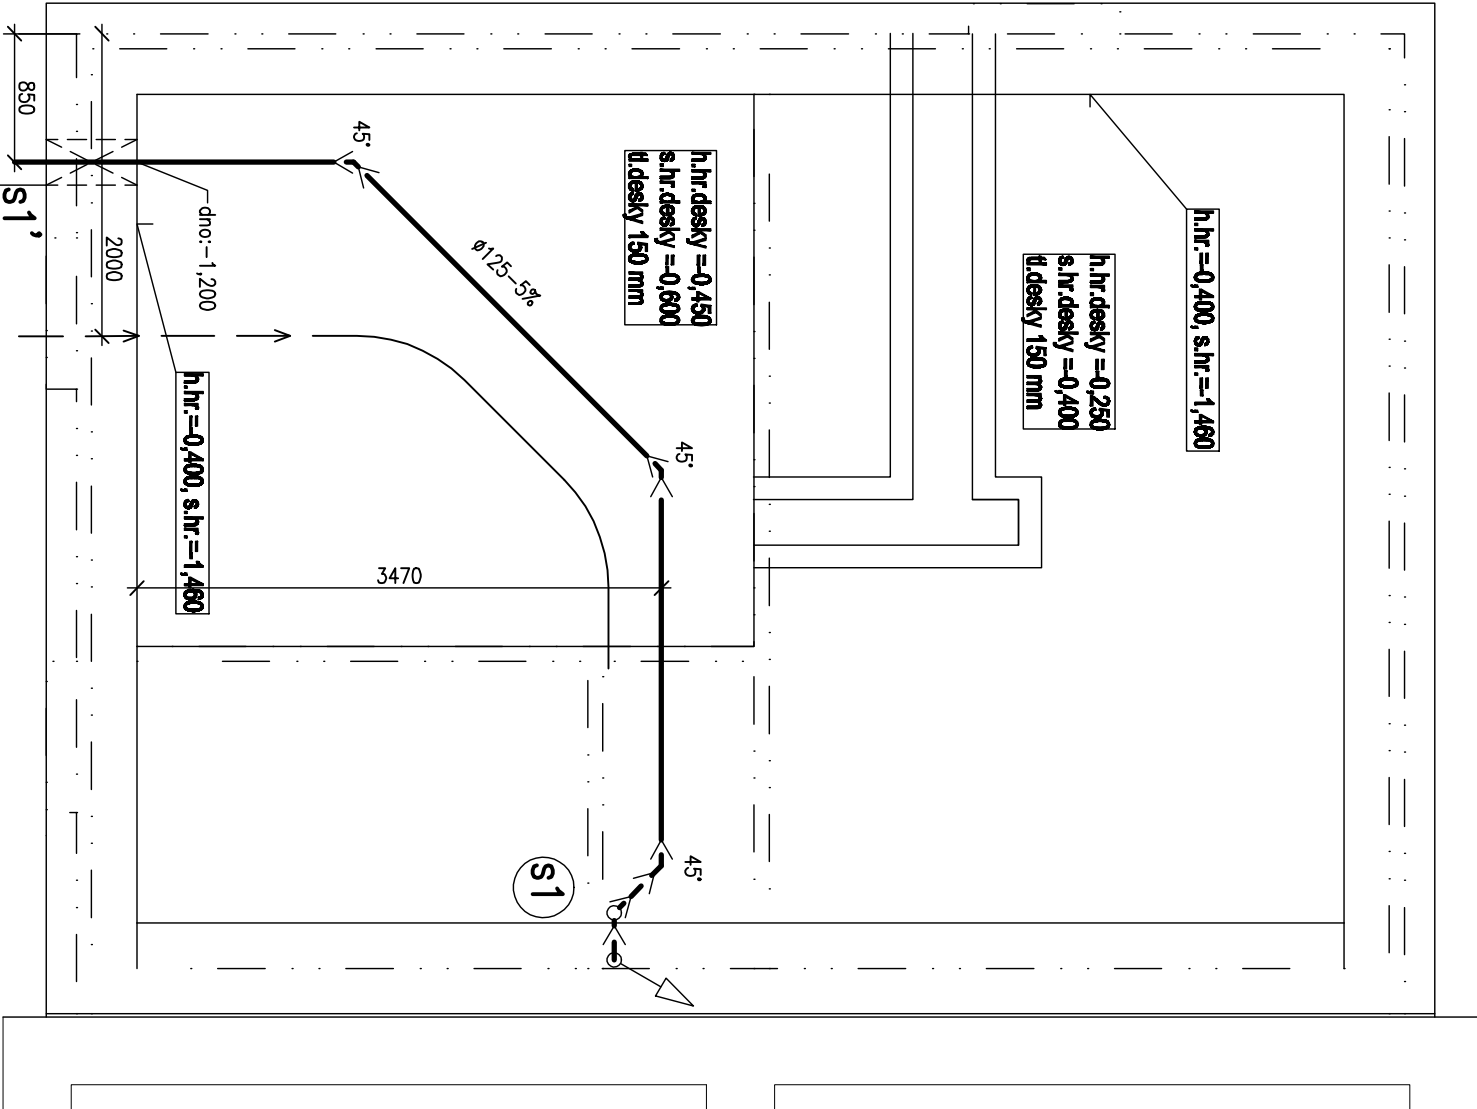 850
S1'
2000
dno:-1,200
h.hr.=-0,400, s.hr.=-1,460
45°
ø125-5%
45°
3470
h.hr.desky =-0,450
s.hr.desky =-0,600
tl.desky 150 mm
h.hr.desky =-0,250
s.hr.desky =-0,400
tl.desky 150 mm
h.hr.=-0,400, s.hr.=-1,460
45°
S1